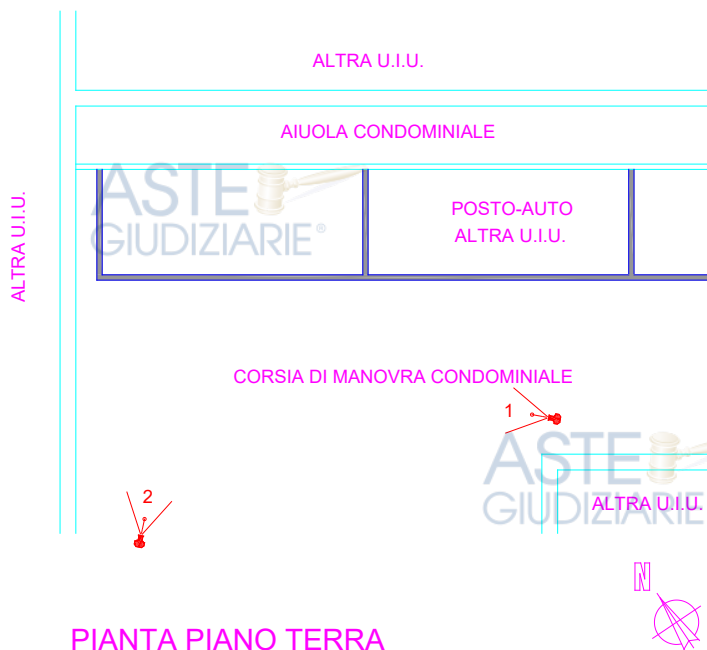 ALTRA U.I.U.
AIUOLA CONDOMINIALE
ASTE
GIUDIZIARIE®
POSTO-AUTO
ALTRA U.I.U.
ALTRA U.I.U.
CORSIA DI MANOVRA CONDOMINIALE
1
ASTE
GIUDIZIARIE
ALTRA U.I.U.
2
N
PIANTA PIANO TERRA